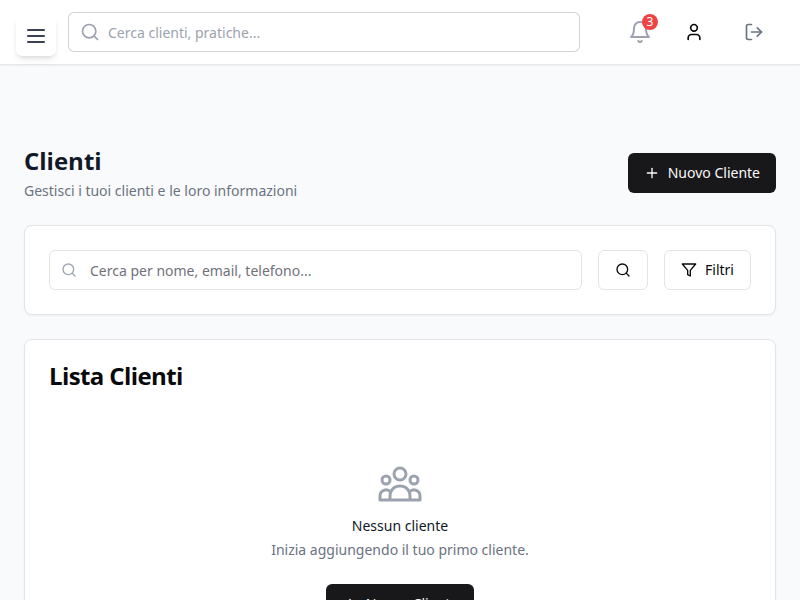 Cerca clienti, pratiche...
3
Clienti
Gestisci i tuoi clienti e le loro informazioni
Nuovo Cliente
Cerca per nome, email, telefono...
Filtri
Lista Clienti
Nessun cliente
Inizia aggiungendo il tuo primo cliente.